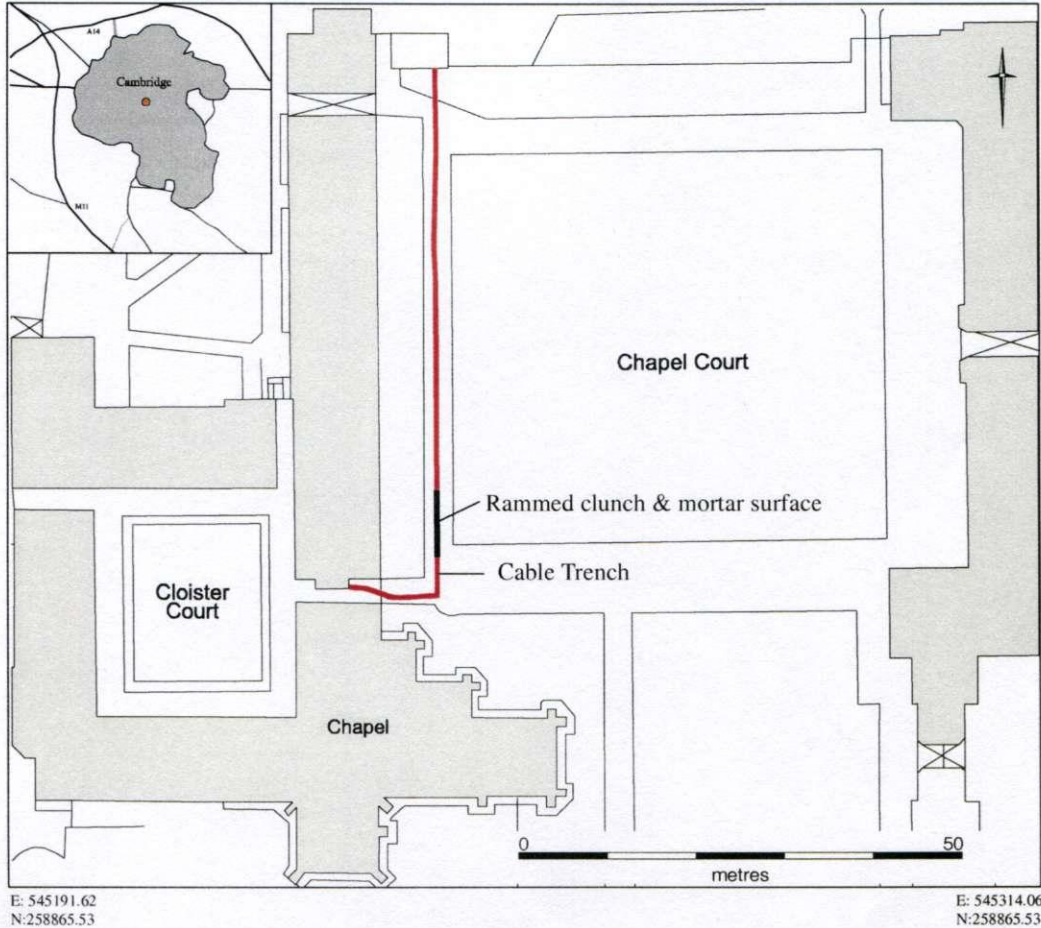 A14
Cambridge
M11
Chapel Court
Rammed clunch & mortar surface
Cable Trench
Cloister
Court
Chapel
0 50
metres
E: 545191.62
N:258865.53
E: 545314.06
N:258865.53